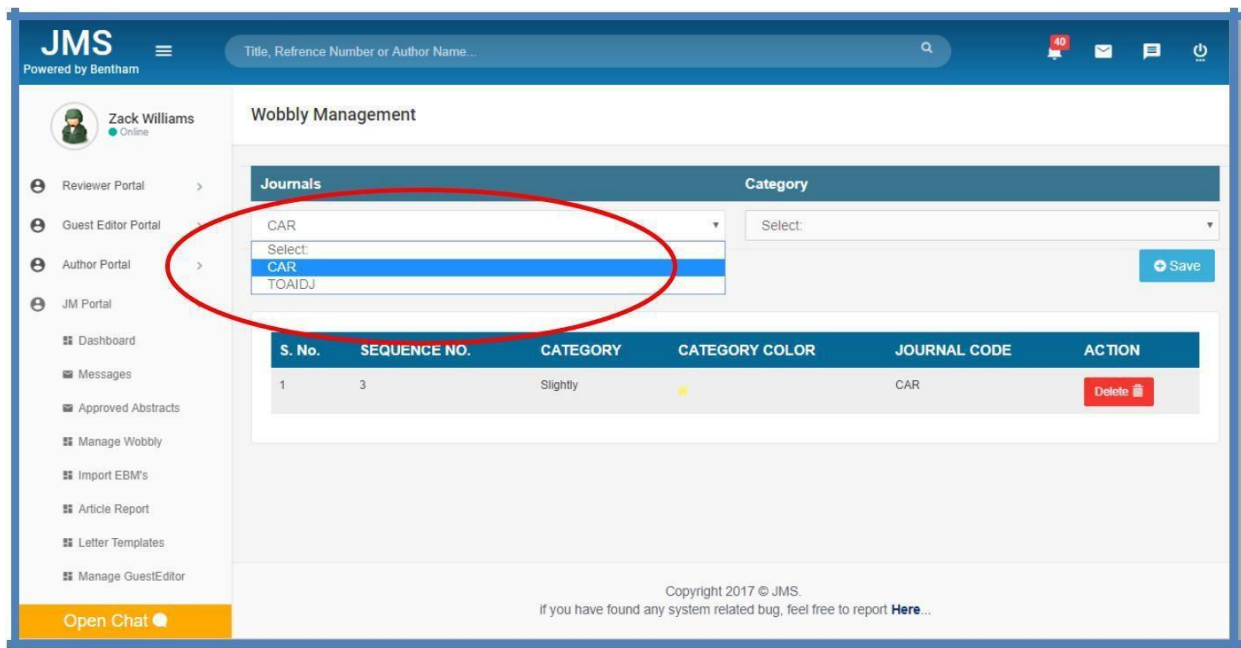 JMS
Powered by Bentham
Title, Refrence Number or Author Name...
40
Zack Williams
Online
Wobbly Management
Reviewer Portal
Guest Editor Portal
Author Portal
JM Portal
Dashboard
Messages
Approved Abstracts
Manage Wobbly
Import EBM's
Article Report
Letter Templates
Manage GuestEditor
Open Chat
Journals Category
CAR Select:
Select:
CAR
TOAIDJ
Save
S. No. SEQUENCE NO. CATEGORY CATEGORY COLOR JOURNAL CODE ACTION
1 3 Slightly CAR Delete
Copyright 2017 © JMS.
if you have found any system related bug, feel free to report Here...